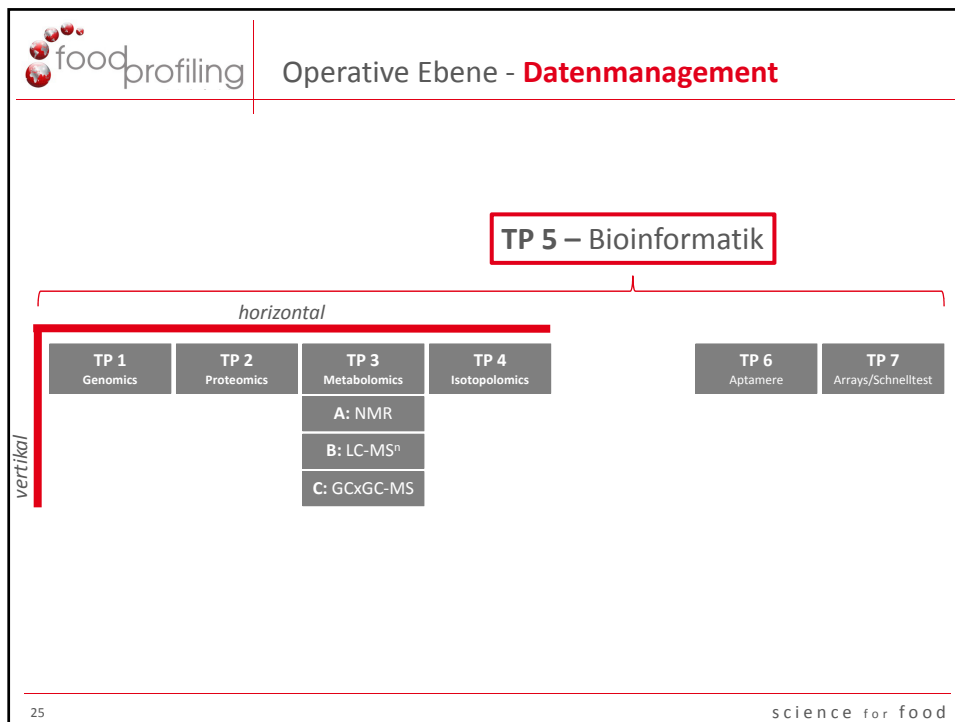 foodprofiling
Operative Ebene - Datenmanagement
TP 5 – Bioinformatik
horizontal
vertikal
TP 1
Genomics
TP 2
Proteomics
TP 3
Metabolomics
TP 4
Isotopolomics
TP 6
Aptamere
TP 7
Arrays/Schnelltest
A: NMR
B: LC-MSⁿ
C: GCxGC-MS
25
science for food